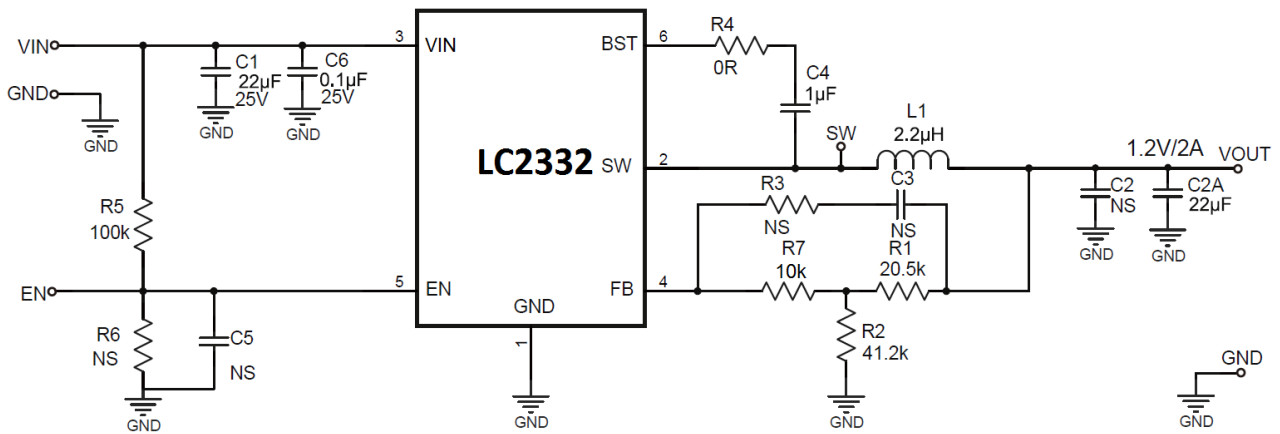 VIN
GND
GND
C1
22µF
25V
GND
C6
0.1µF
25V
GND
3
VIN
BST
6
R4
0R
C4
1µF
LC2332
SW
2
SW
L1
2.2µH
1.2V/2A
VOUT
C2
NS
GND
C2A
22µF
GND
R3
NS
C3
NS
R5
100k
R7
10k
R1
20.5k
EN
5
EN
FB
4
GND
1
GND
R6
NS
C5
NS
GND
R2
41.2k
GND
GND
GND